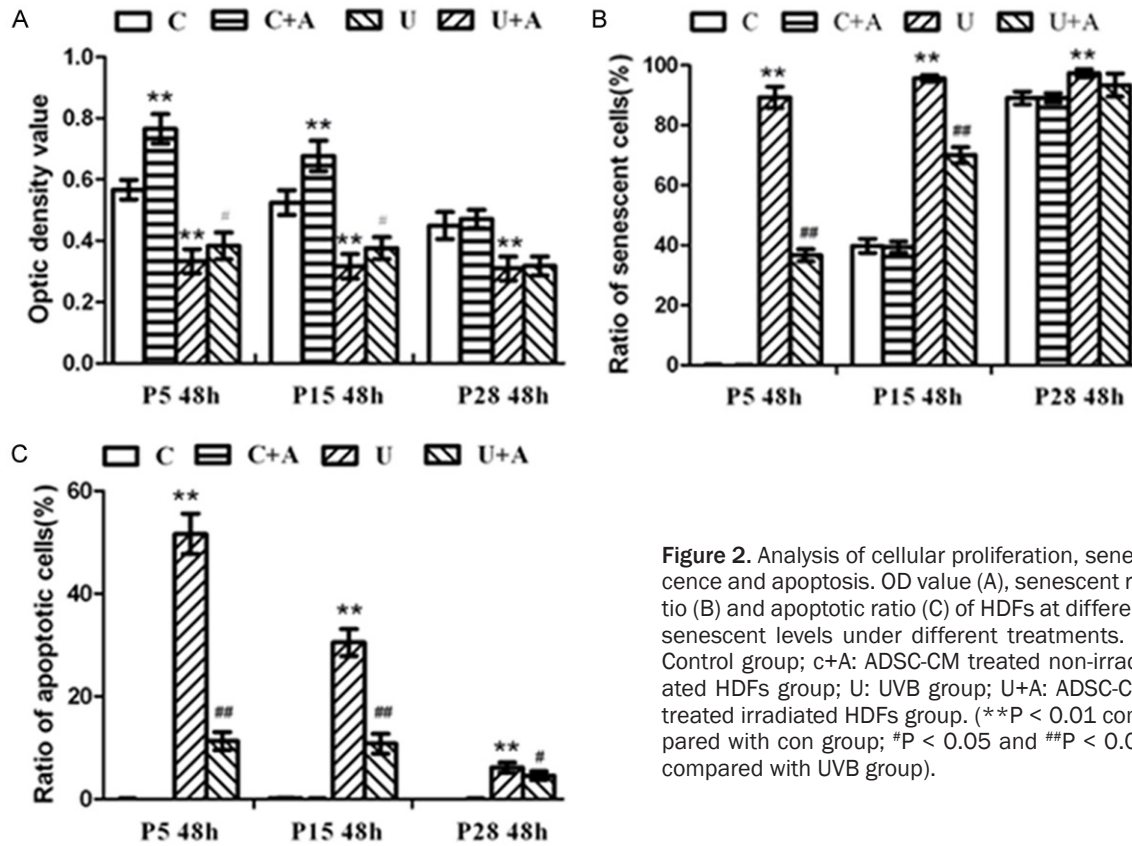 A C C+A U U+A
1.0
0.8
0.6
0.4
0.2
0.0
Optic density value
** ** # ** ** # **
** **
P5 48h P15 48h P28 48h
B C C+A U U+A
100
80
60
40
20
0
Ratio of senescent cells(%)
** ** **
## ##
P5 48h P15 48h P28 48h
C C C+A U U+A
60
40
20
0
Ratio of apoptotic cells(%)
** ** **
## ## #
P5 48h P15 48h P28 48h
Figure 2. Analysis of cellular proliferation, senes
cence and apoptosis. OD value (A), senescent r
tio (B) and apoptotic ratio (C) of HDFs at differe
senescent levels under different treatments.
Control group; c+A: ADSC-CM treated non-irrad
ated HDFs group; U: UVB group; U+A: ADSC-C
treated irradiated HDFs group. (**P < 0.01 com
pared with con group; #P < 0.05 and ##P < 0.0
compared with UVB group).